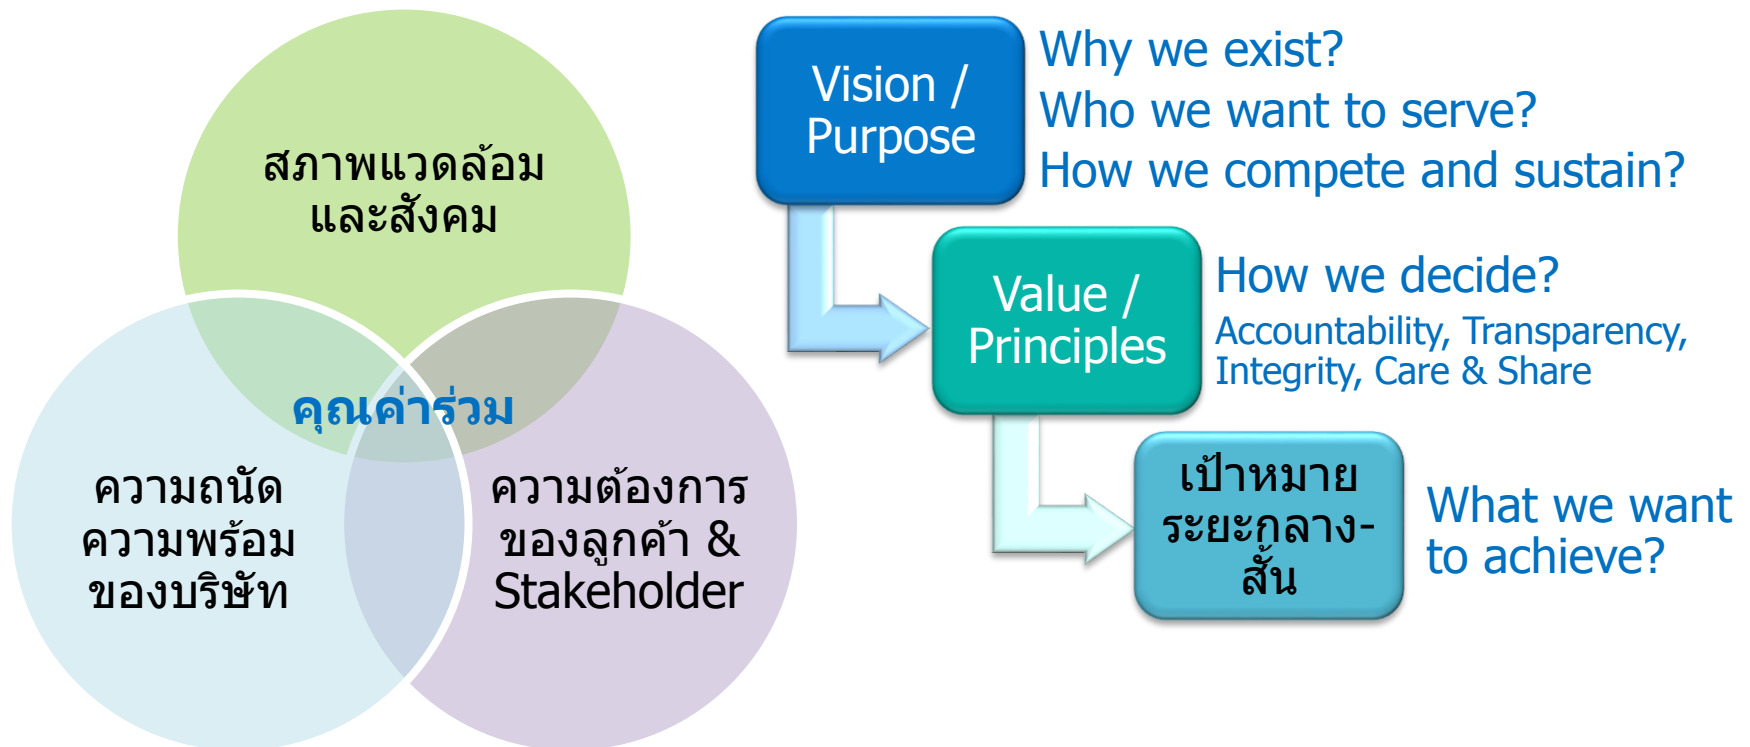 สภาพแวดล้อม
และสังคม
คุณค่าร่วม
ความถนัด
ความพร้อม
ของบริษัท
ความต้องการ
ของลูกค้า &
Stakeholder
Vision /
Purpose
Why we exist?
Who we want to serve?
How we compete and sustain?
Value /
Principles
How we decide?
Accountability, Transparency,
Integrity, Care & Share
เป้าหมาย
ระยะกลาง-
สั้น
What we want
to achieve?